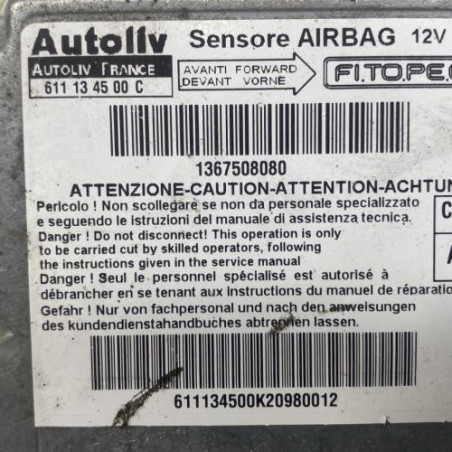 Autoliv Sensore AIRBAG 12V
AUTOLIV FRANCE
611 13 45 00 C
AVANTI FORWARD
DEVANT VORNE
F.I.TO.PE.
1367508080
ATTENZIONE-CAUTION-ATTENTION-ACHTUN
Pericolo ! Non scollegare se non da personale specializzato
e seguendo le istruzioni del manuale di assistenza tecnica.
Danger ! Do not disconnect! This operation is only
to be carried out by skilled operators, following
the instructions given in the service manual
Danger ! Seul le personnel spécialisé est autorisé à
débrancher en se tenant aux instructions du manuel de réparation
Gefahr ! Nur von fachpersonal und nach den anweisungen
des kundendienstahandbuches abtrennen lassen.
C
A
611134500K20980012